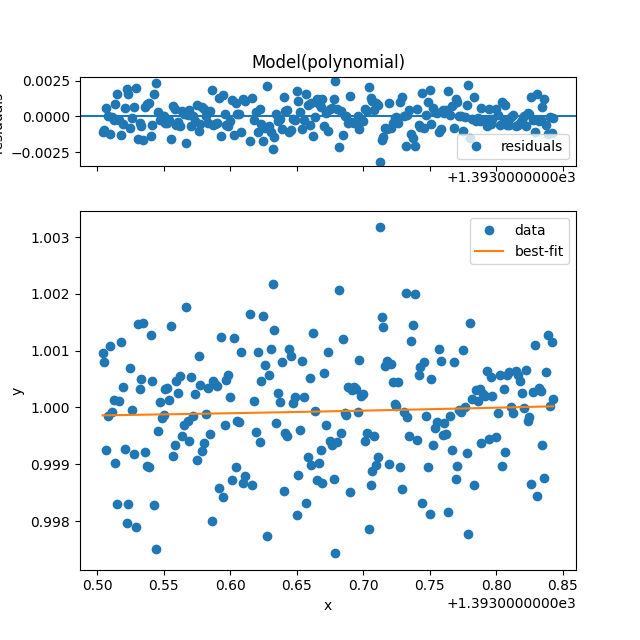 Model(polynomial)
0.0025
0.0000
−0.0025
residuals
+1.3930000000e3
1.003
1.002
1.001
1.000
0.999
0.998
y
data
best-fit
0.50 0.55 0.60 0.65 0.70 0.75 0.80 0.85
x
+1.3930000000e3